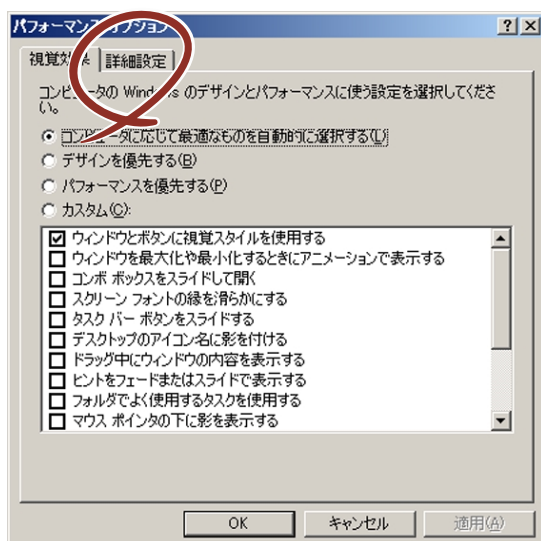 パフォーマンス オプション
視覚効果
詳細設定
コンピュータの Windows のデザインとパフォーマンスに使う設定を選択してくださ
い。
コンピュータに応じて最適なものを自動的に選択する(L)
デザインを優先する(B)
パフォーマンスを優先する(P)
カスタム(C):
ウィンドウとボタンに視覚スタイルを使用する
ウィンドウを最大化や最小化するときにアニメーションで表示する
コンボ ボックスをスライドして開く
スクリーン フォントの縁を滑らかにする
タスク バー ボタンをスライドする
デスクトップのアイコン名に影を付ける
ドラッグ中にウィンドウの内容を表示する
ヒントをフェードまたはスライドで表示する
フォルダでよく使用するタスクを使用する
マウス ポインタの下に影を表示する
OK
キャンセル
適用(A)